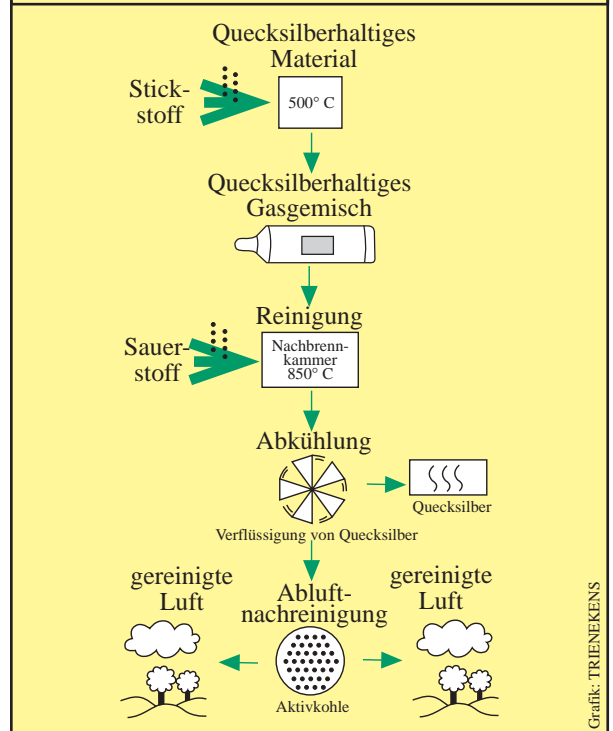 Quecksilberhaltiges
Material
Stick-
stoff
500° C
Quecksilberhaltiges
Gasgemisch
Reinigung
Sauer-
stoff
Nachbrenn-
kammer
850° C
Abkühlung
Quecksilber
Verflüssigung von Quecksilber
gereinigte
Luft
Abluft-
nachreinigung
gereinigte
Luft
Aktivkohle
Grafik: TRIENEKENS